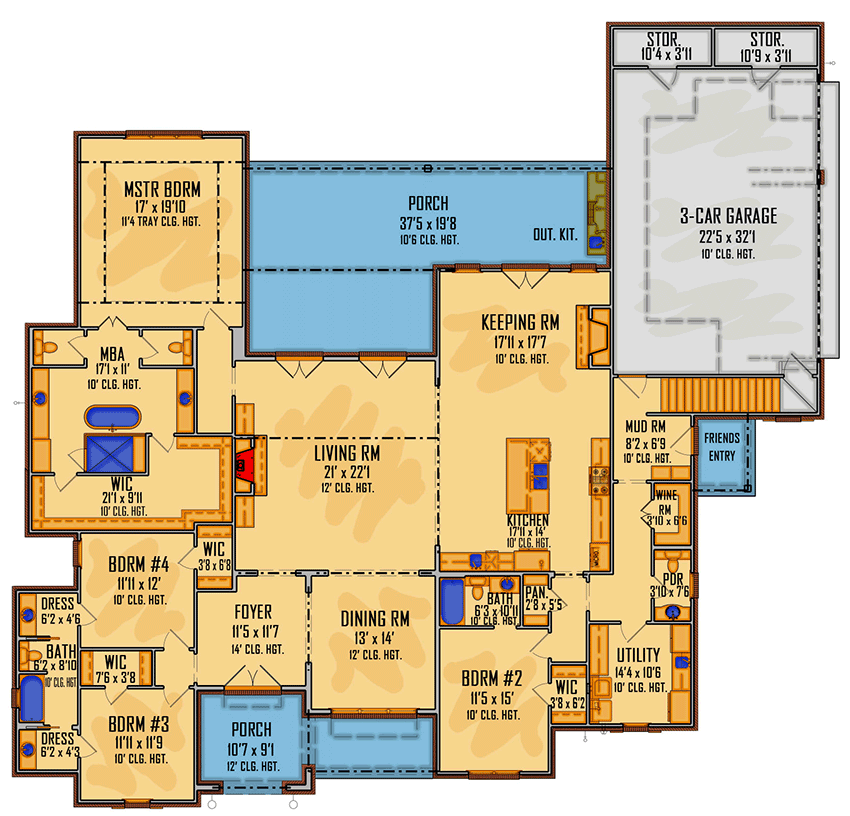 STOR.
10'4 x 3'11
STOR.
10'9 x 3'11
MSTR BDRM
17' x 19'10
11'4 TRAY CLG. HGT.
PORCH
37'5 x 19'8
10'6 CLG. HGT.
OUT. KIT.
3-CAR GARAGE
22'5 x 32'1
10' CLG. HGT.
KEEPING RM
17'11 x 17'7
10' CLG. HGT.
MBA
17'1 x 11'
10' CLG. HGT.
MUD RM
8'2 x 6'9
10' CLG. HGT.
FRIENDS
ENTRY
LIVING RM
21' x 22'1
12' CLG. HGT.
WIC
21'1 x 9'11
10' CLG. HGT.
WINE
RM
3'10 x 6'6
KITCHEN
17'11 x 14'
10' CLG. HGT.
WIC
3'8 x 6'8
BDRM #4
11'11 x 12'
10' CLG. HGT.
PDR
3'10 x 7'6
BATH
6'3 x 10'11
10' CLG. HGT.
PAN.
2'8 x 5'5
DRESS
6'2 x 4'6
FOYER
11'5 x 11'7
14' CLG. HGT.
DINING RM
13' x 14'
12' CLG. HGT.
BATH
6'2 x 8'10
10' CLG. HGT
WIC
7'6 x 3'8
BDRM #2
11'5 x 15'
10' CLG. HGT.
WIC
3'8 x 6'2
UTILITY
14'4 x 10'6
10' CLG. HGT.
BDRM #3
11'11 x 11'9
10' CLG. HGT.
DRESS
6'2 x 4'3
PORCH
10'7 x 9'1
12' CLG. HGT.